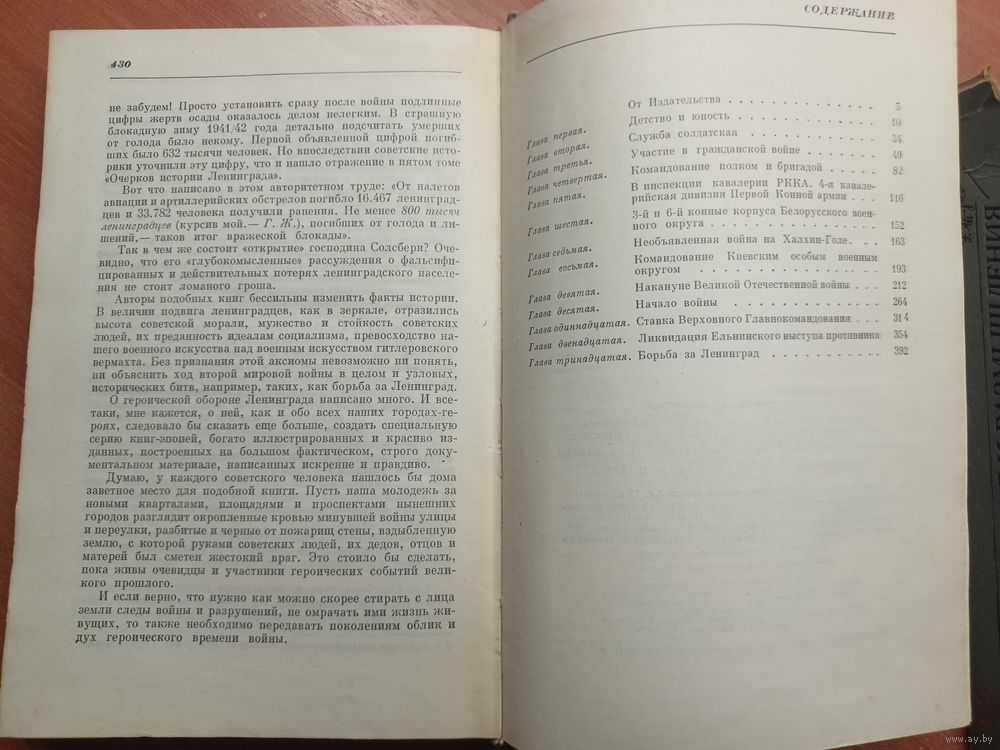 430
не забудем! Просто установить сразу после войны подлинные
цифры жертв осады оказалось делом нелегким. В страшную
блокадную зиму 1941/42 года детально подсчитать умерших
от голода было некому. Первой объявленной цифрой погиб-
ших было 632 тысячи человек. Но впоследствии советские исто-
рики уточнили эту цифру, что и нашло отражение в пятом томе
«Очерков истории Ленинграда».
Вот что написано в этом авторитетном труде: «От налетов
авиации и артиллерийских обстрелов погибло 16.467 ленинград-
цев и 33.782 человека получили ранения. Не менее 800 тысяч
ленинградцев (курсив мой.— Г. Ж.), погибших от голода и ли-
шений,— таков итог вражеской блокады».
Так в чем же состоит «открытие» господина Солсбери? Оче-
видно, что его «глубокомысленные» рассуждения о фальси-
фицированных и действительных потерях ленинградского населе-
ния не стоят ломаного гроша.
Авторы подобных книг бессильны изменить факты истории.
В величии подвига ленинградцев, как в зеркале, отразились
высота советской морали, мужество и стойкость советских
людей, их преданность идеалам социализма, превосходство на-
шего военного искусства над военным искусством гитлеровского
вермахта. Без признания этой аксиомы невозможно ни понять,
ни объяснить ход второй мировой войны в целом и узловых,
исторических битв, например, таких, как борьба за Ленинград.
О героической обороне Ленинграда написано много. И все-
таки, мне кажется, о ней, как и обо всех наших городах-ге-
роях, следовало бы сказать еще больше, создать специальную
серию книг-эпопей, богато иллюстрированных и красиво из-
данных, построенных на большом фактическом, строго доку-
ментальном материале, написанных искренне и правдиво.
Думаю, у каждого советского человека нашлось бы дома
заветное место для подобной книги. Пусть наша молодежь за
новыми кварталами, площадями и проспектами нынешних
городов разглядит окропленные кровью минувшей войны улицы
и переулки, разбитые и черные от пожарищ стены, вздыбленную
землю, с которой руками советских людей, их дедов, отцов и
матерей был сметен жестокий враг. Это стоило бы сделать,
пока живы очевидцы и участники героических событий вели-
кого прошлого.
И если верно, что нужно как можно скорее стирать с лица
земли следы войны и разрушений, не омрачать ими жизнь жи-
вущих, то также необходимо передавать поколениям облик и
дух героического времени войны.
СОДЕРЖАНИЕ
От Издательства . . . . . . . . . . . . 5
Глава первая. Детство и юность . . . . . . . . . . . . 10
Глава вторая. Служба солдатская . . . . . . . . . . . 34
Глава третья. Участие в гражданской войне . . . . . . . 49
Глава четвертая. Командование полком и бригадой . . . . . 82
Глава пятая. В инспекции кавалерии РККА. 4-я кавале-
рийская дивизия Первой Конной армии . . . . 116
Глава шестая. 3-й и 6-й конные корпуса Белорусского воен-
ного округа . . . . . . . . . . . . . . 152
Глава седьмая. Необъявленная война на Халхин-Голе. . . . 163
Глава восьмая. Командование Киевским особым военным
округом . . . . . . . . . . . . . . 193
Глава девятая. Накануне Великой Отечественной войны . . . 212
Глава десятая. Начало войны . . . . . . . . . . . . 264
Глава одиннадцатая. Ставка Верховного Главнокомандования . . . 314
Глава двенадцатая. Ликвидация Ельнинского выступа противника 354
Глава тринадцатая. Борьба за Ленинград . . . . . . . . . . 392
www.ay.by